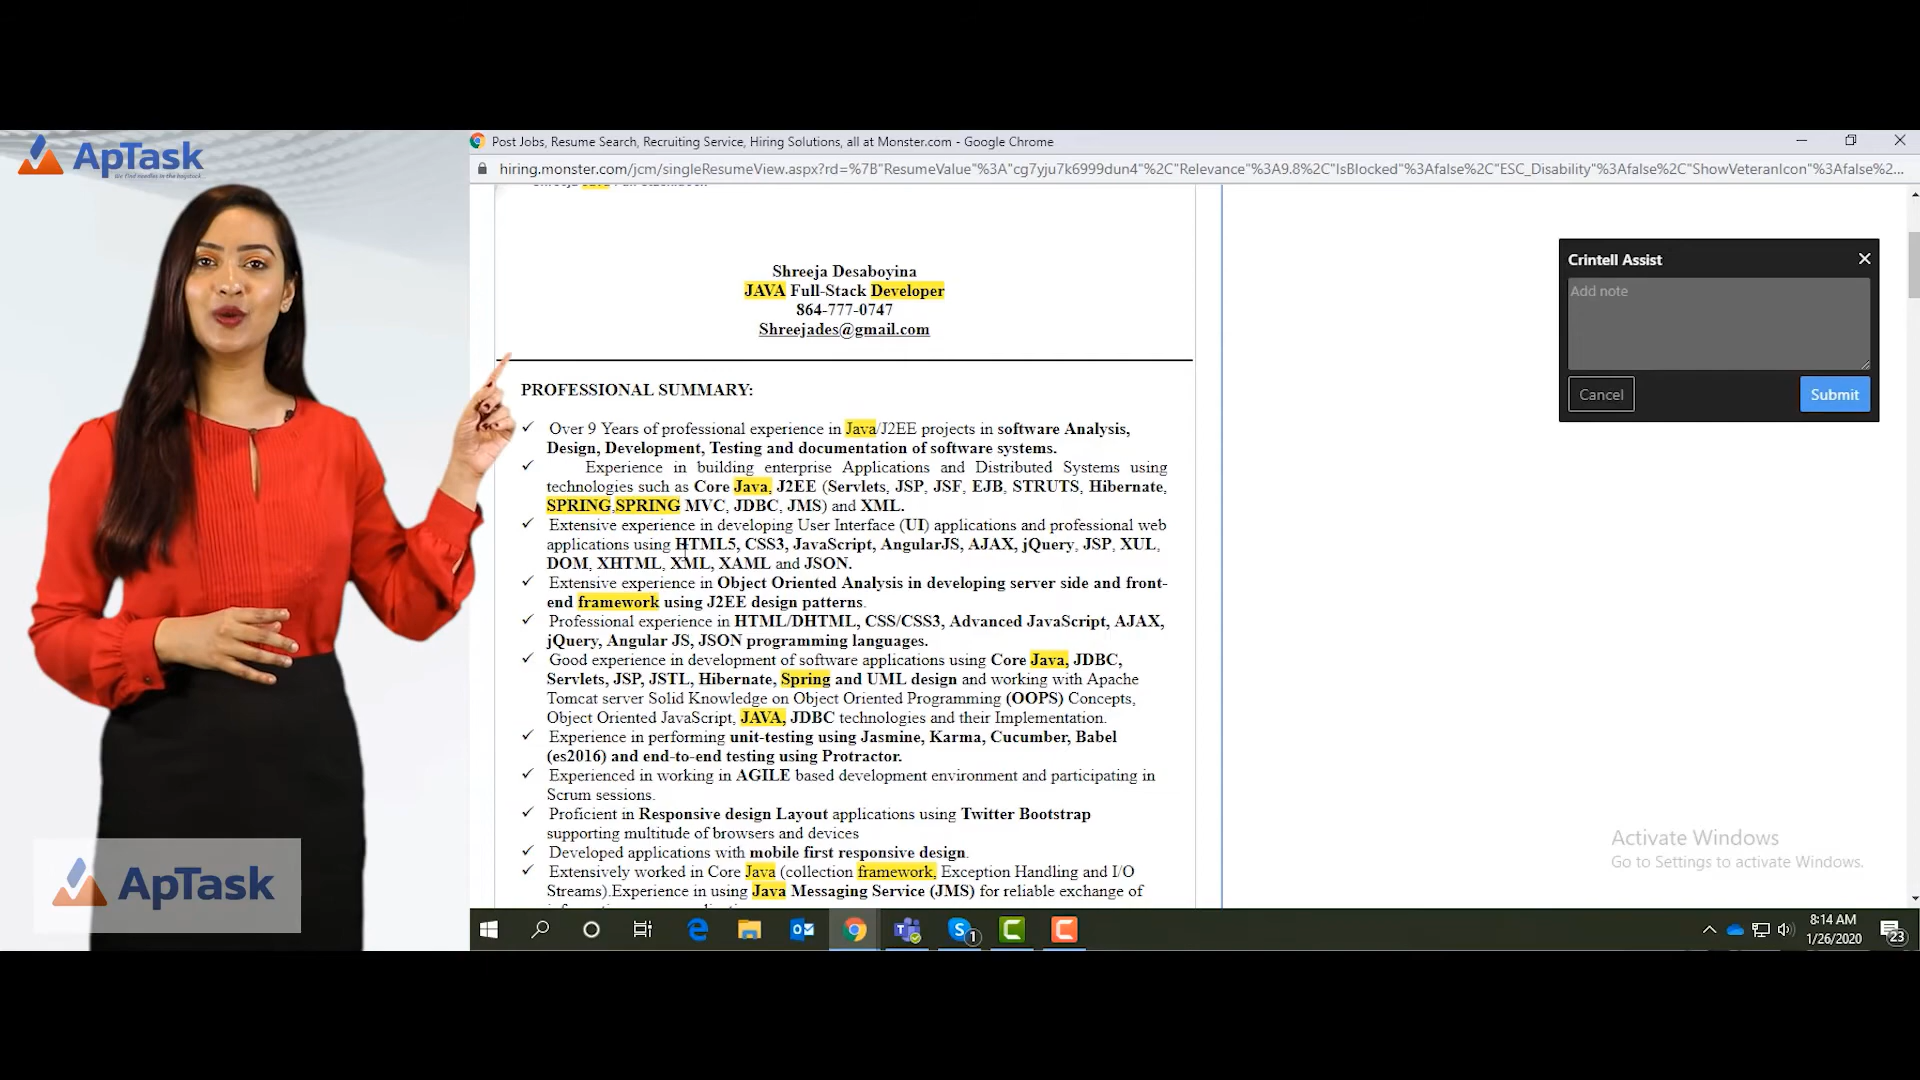 ApTask
Post Jobs, Resume Search, Recruiting Service, Hiring Solutions, all at Monster.com - Google Chrome
hiring.monster.com/jcm/singleResumeView.aspx?rd=%7B"ResumeValue"%3A"cg7yju7k6999dun4"%2C"Relevance"%3A9.8%2C"IsBlocked"%3Afalse%2C"ESC_Disability"%3Afalse%2C"ShowVeteranIcon"%3Afalse%2...
Shreeja Desaboyina
JAVA Full-Stack Developer
864-777-0747
Shreejades@gmail.com
PROFESSIONAL SUMMARY:
✓ Over 9 Years of professional experience in Java/J2EE projects in software Analysis,
Design, Development, Testing and documentation of software systems.
✓ Experience in building enterprise Applications and Distributed Systems using
technologies such as Core Java, J2EE (Servlets, JSP, JSF, EJB, STRUTS, Hibernate,
SPRING,SPRING MVC, JDBC, JMS) and XML.
✓ Extensive experience in developing User Interface (UI) applications and professional web
applications using HTML5, CSS3, JavaScript, AngularJS, AJAX, jQuery, JSP, XUL,
DOM, XHTML, XML, XAML and JSON.
✓ Extensive experience in Object Oriented Analysis in developing server side and front-
end framework using J2EE design patterns.
✓ Professional experience in HTML/DHTML, CSS/CSS3, Advanced JavaScript, AJAX,
jQuery, Angular JS, JSON programming languages.
✓ Good experience in development of software applications using Core Java, JDBC,
Servlets, JSP, JSTL, Hibernate, Spring and UML design and working with Apache
Tomcat server Solid Knowledge on Object Oriented Programming (OOPS) Concepts,
Object Oriented JavaScript, JAVA, JDBC technologies and their Implementation.
✓ Experience in performing unit-testing using Jasmine, Karma, Cucumber, Babel
(es2016) and end-to-end testing using Protractor.
✓ Experienced in working in AGILE based development environment and participating in
Scrum sessions.
✓ Proficient in Responsive design Layout applications using Twitter Bootstrap
supporting multitude of browsers and devices
✓ Developed applications with mobile first responsive design.
✓ Extensively worked in Core Java (collection framework, Exception Handling and I/O
Streams).Experience in using Java Messaging Service (JMS) for reliable exchange of
Crintell Assist
Add note
Cancel
Submit
Activate Windows
Go to Settings to activate Windows.
ApTask
1
8:14 AM
1/26/2020
23